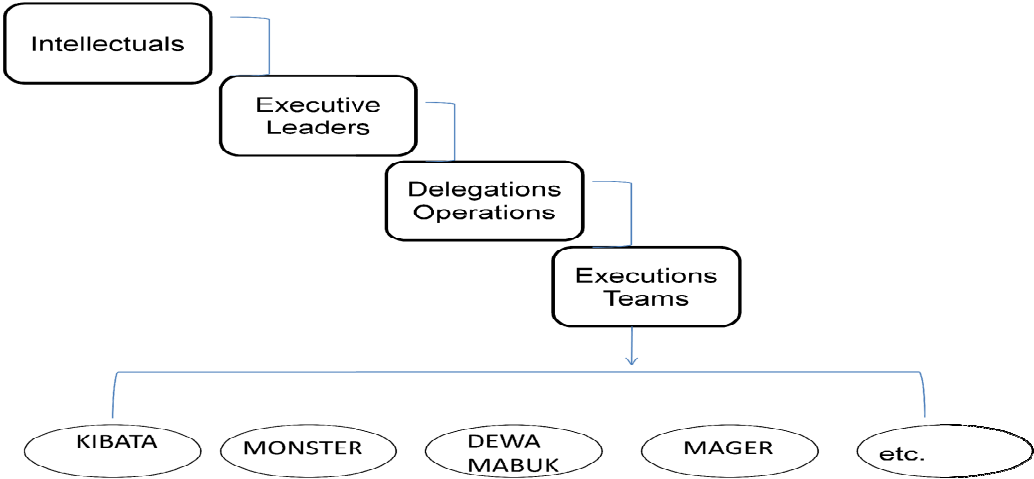 Intellectuals
Executive
Leaders
Delegations
Operations
Executions
Teams
KIBATA
MONSTER
DEWA
MABUK
MAGER
etc.